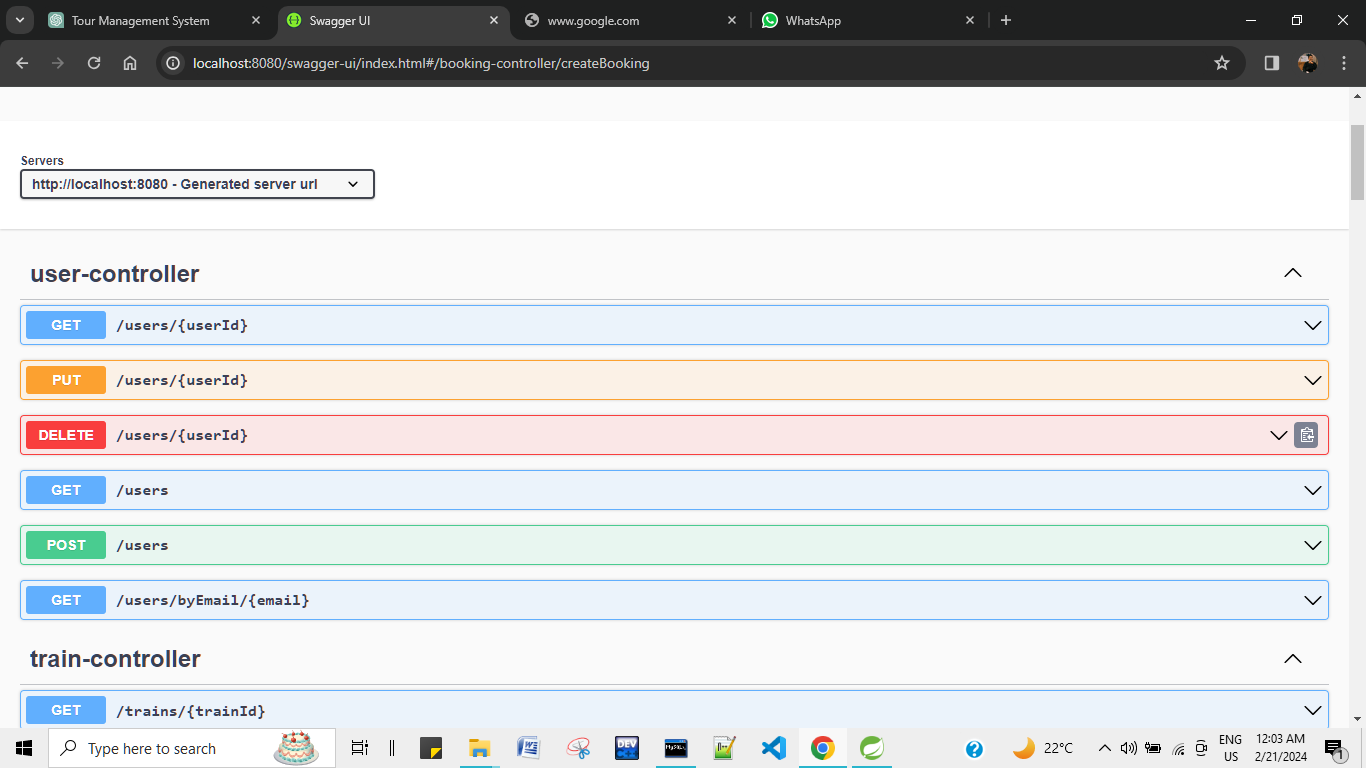 Tour Management System
Swagger UI
www.google.com
WhatsApp
localhost:8080/swagger-ui/index.html#/booking-controller/createBooking
Servers
http://localhost:8080 - Generated server url
user-controller
GET /users/{userId}
PUT /users/{userId}
DELETE /users/{userId}
GET /users
POST /users
GET /users/byEmail/{email}
train-controller
GET /trains/{trainId}
Type here to search
DEV
MySQL
22°C
ENG
US
12:03 AM
2/21/2024
1